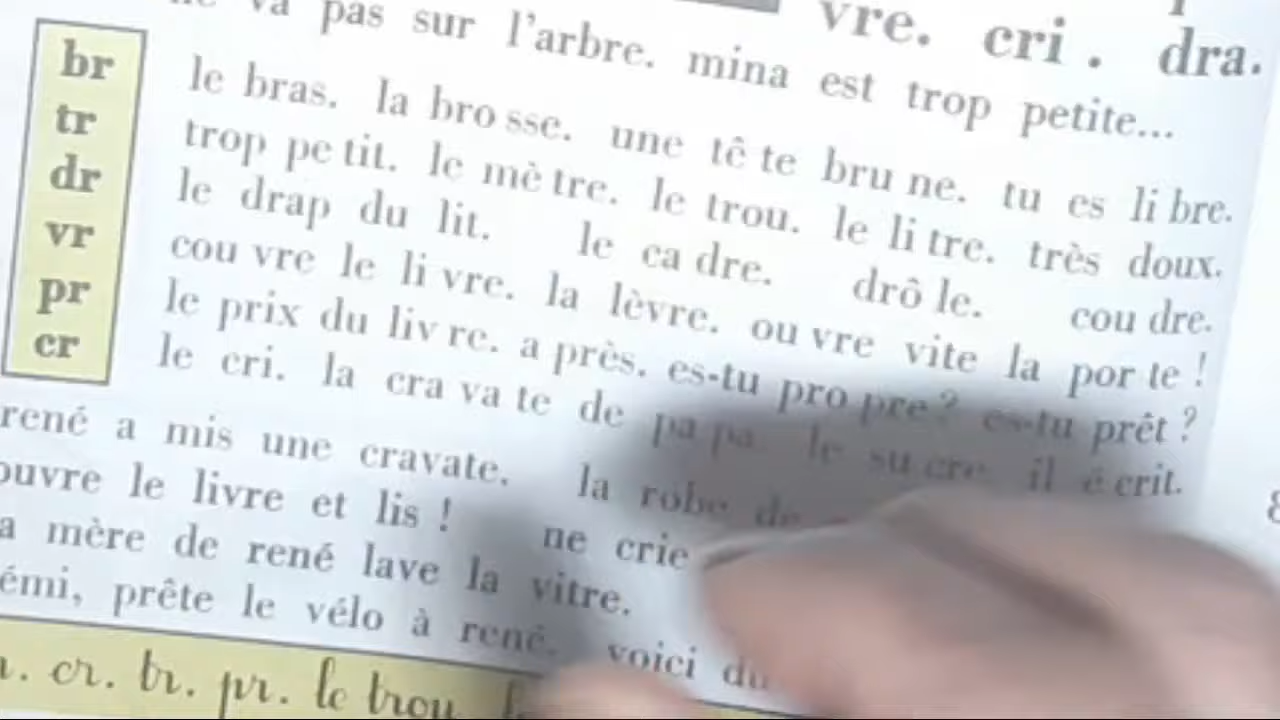 vre. cri. dra.
va pas sur l'arbre. mina est trop petite...
br
tr
dr
vr
pr
cr
le bras. la bro sse. une tê te bru ne. tu es li bre.
trop pe tit. le mè tre. le trou. le li tre. très doux.
le drap du lit. le ca dre. drô le. cou dre.
cou vre le li vre. la lèvre. ou vre vite la por te !
le prix du liv re. a près. es-tu pro pre ? es-tu prêt ?
le cri. la cra va te de pa pa. le su cre. il é crit.
rené a mis une cravate. la robe de
ouvre le livre et lis ! ne crie
mère de rené lave la vitre.
émi, prête le vélo à rené. voici du
cr. br. pr. le trou